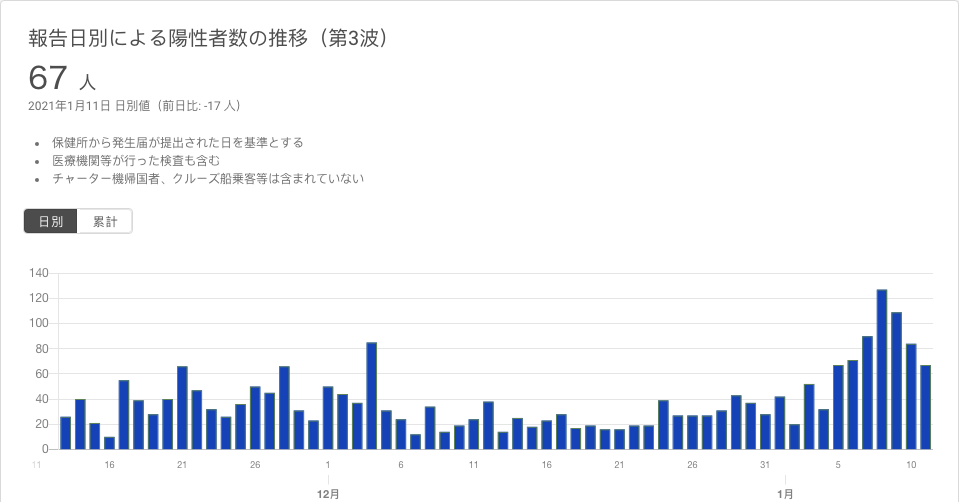 報告日別による陽性者数の推移（第3波）
67 人
2021年1月11日 日別値（前日比: -17 人）
保健所から発生届が提出された日を基準とする
医療機関等が行った検査も含む
チャーター機帰国者、クルーズ船乗客等は含まれていない
日別 累計
140
120
100
80
60
40
20
0
11 16 21 26 1 6 11 16 21 26 31 5 10
12月 1月